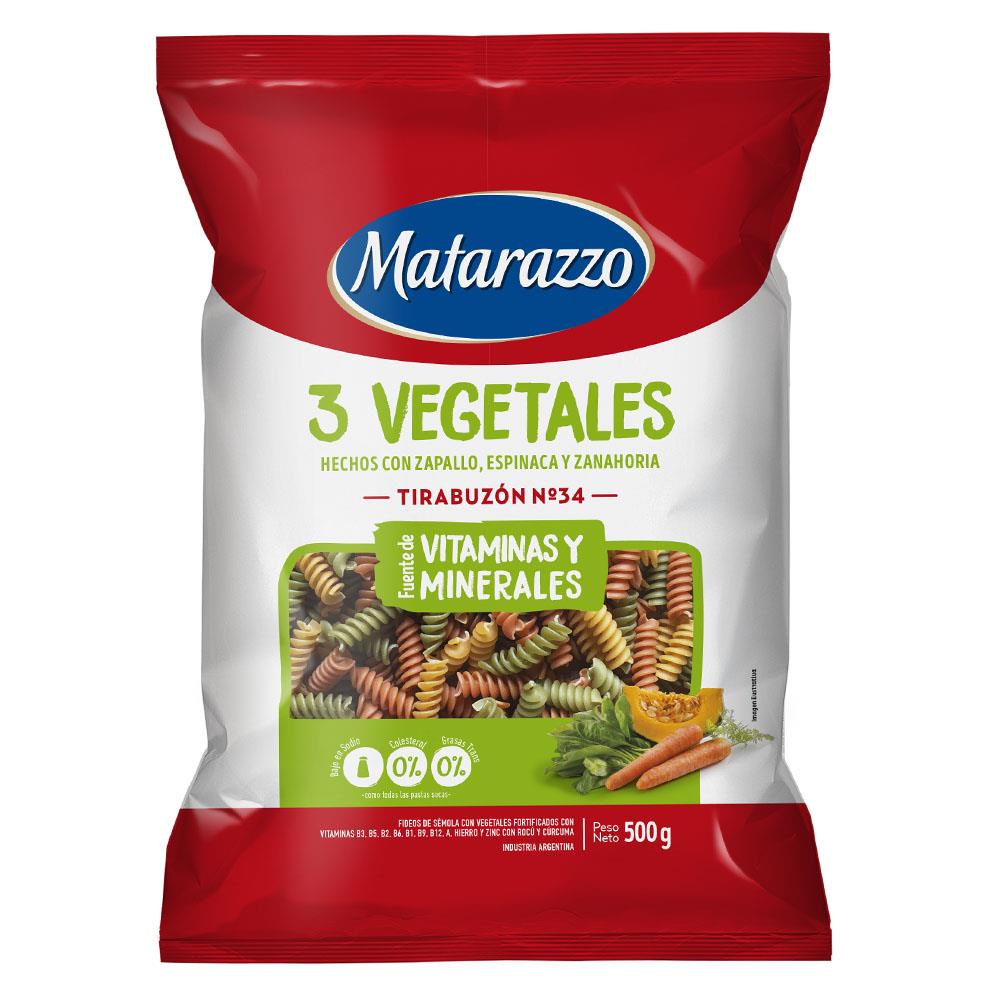 Matarazzo
3 VEGETALES
HECHOS CON ZAPALLO, ESPINACA Y ZANAHORIA
TIRABUZÓN Nº34
Fuente de
VITAMINAS Y
MINERALES
Imagen Ilustrativa
Bajo en Sodio
Colesterol
0%
Grasas Trans
0%
-como todas las pastas secas-
FIDEOS DE SÉMOLA CON VEGETALES FORTIFICADOS CON
VITAMINAS B3, B5, B2, B6, B1, B9, B12, A, HIERRO Y ZINC CON ROCÚ Y CÚRCUMA
INDUSTRIA ARGENTINA
Peso
Neto 500 g